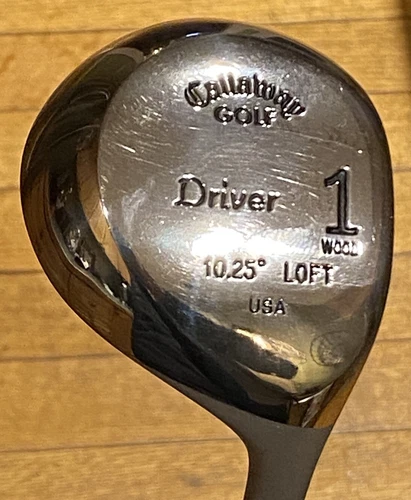 Callaway
GOLF
Driver 1
WOOD
10.25° LOFT
USA